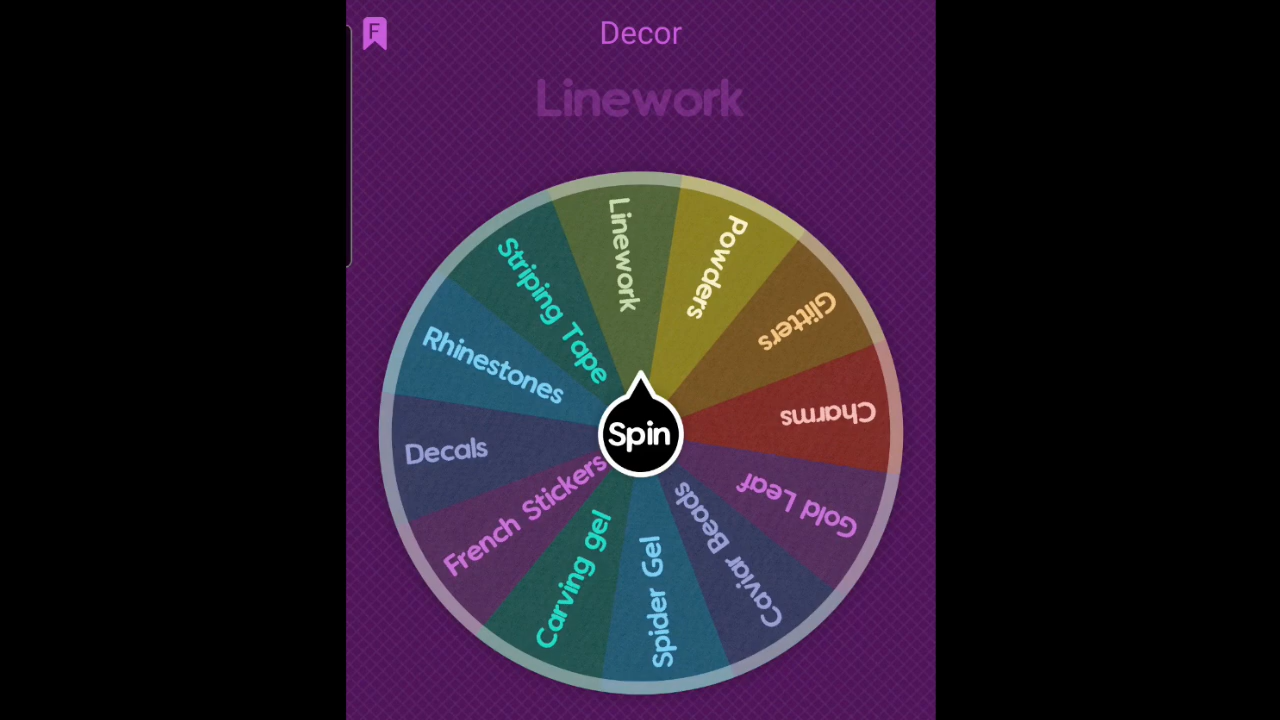 F
Decor
Linework
Linework
Powders
Glitters
Charms
Gold Leaf
Caviar Beads
Spider Gel
Carving gel
French Stickers
Decals
Rhinestones
Striping Tape
Spin